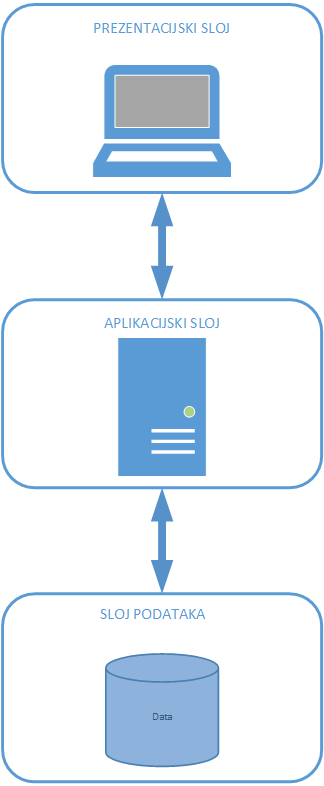 PREZENTACIJSKI SLOJ
APLIKACIJSKI SLOJ
SLOJ PODATAKA
Data